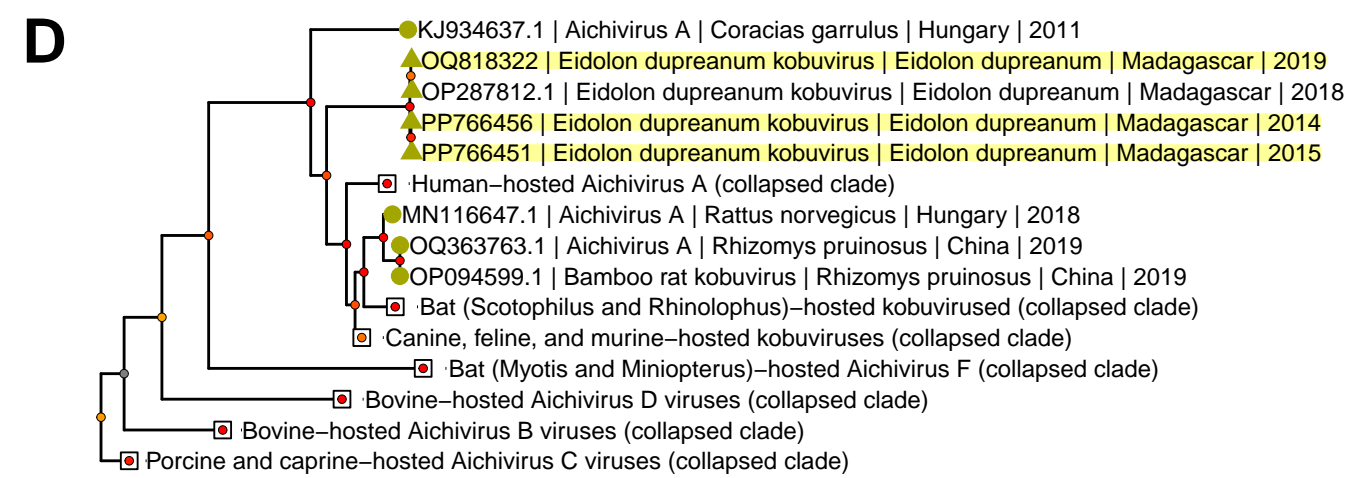 D
KJ934637.1 | Aichivirus A | Coracias garrulus | Hungary | 2011
OQ818322 | Eidolon dupreanum kobuvirus | Eidolon dupreanum | Madagascar | 2019
OP287812.1 | Eidolon dupreanum kobuvirus | Eidolon dupreanum | Madagascar | 2018
PP766456 | Eidolon dupreanum kobuvirus | Eidolon dupreanum | Madagascar | 2014
PP766451 | Eidolon dupreanum kobuvirus | Eidolon dupreanum | Madagascar | 2015
Human−hosted Aichivirus A (collapsed clade)
MN116647.1 | Aichivirus A | Rattus norvegicus | Hungary | 2018
OQ363763.1 | Aichivirus A | Rhizomys pruinosus | China | 2019
OP094599.1 | Bamboo rat kobuvirus | Rhizomys pruinosus | China | 2019
Bat (Scotophilus and Rhinolophus)−hosted kobuvirused (collapsed clade)
Canine, feline, and murine−hosted kobuviruses (collapsed clade)
Bat (Myotis and Miniopterus)−hosted Aichivirus F (collapsed clade)
Bovine−hosted Aichivirus D viruses (collapsed clade)
Bovine−hosted Aichivirus B viruses (collapsed clade)
Porcine and caprine−hosted Aichivirus C viruses (collapsed clade)